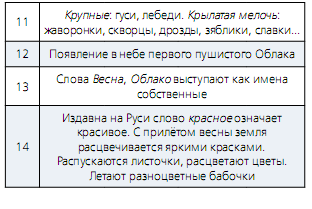 11 Крупные: гуси, лебеди. Крылатая мелочь:
жаворонки, скворцы, дрозды, зяблики, славки...
12 Появление в небе первого пушистого Облака
13 Слова Весна, Облако выступают как имена
собственные
14 Издавна на Руси слово красное означает
красивое. С прилётом весны земля
расцвечивается яркими красками.
Распускаются листочки, расцветают цветы.
Летают разноцветные бабочки